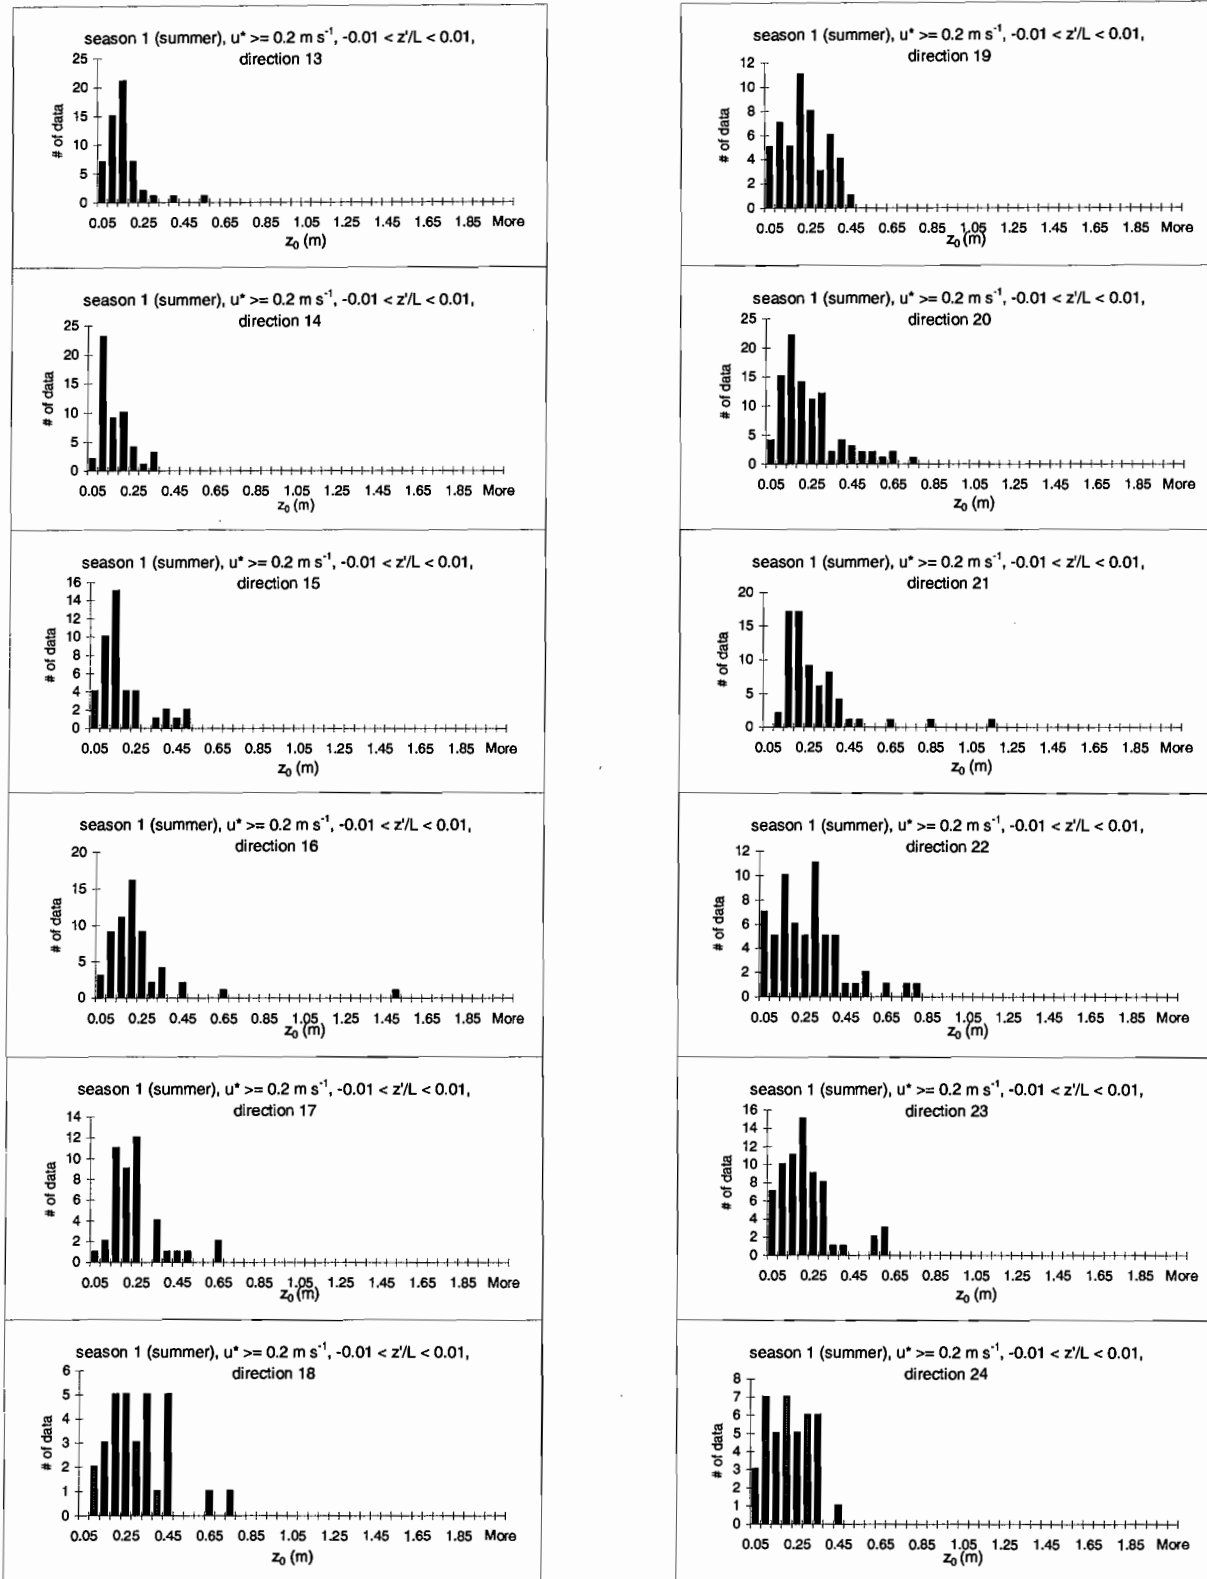 season 1 (summer), u* >= 0.2 m s⁻¹, -0.01 < z'/L < 0.01,
direction 13
25
20
15
10
5
0
# of data
0.05 0.25 0.45 0.65 0.85 1.05 1.25 1.45 1.65 1.85 More
z₀ (m)
season 1 (summer), u* >= 0.2 m s⁻¹, -0.01 < z'/L < 0.01,
direction 14
25
20
15
10
5
0
# of data
0.05 0.25 0.45 0.65 0.85 1.05 1.25 1.45 1.65 1.85 More
z₀ (m)
season 1 (summer), u* >= 0.2 m s⁻¹, -0.01 < z'/L < 0.01,
direction 15
16
14
12
10
8
6
4
2
0
# of data
0.05 0.25 0.45 0.65 0.85 1.05 1.25 1.45 1.65 1.85 More
z₀ (m)
season 1 (summer), u* >= 0.2 m s⁻¹, -0.01 < z'/L < 0.01,
direction 16
20
15
10
5
0
# of data
0.05 0.25 0.45 0.65 0.85 1.05 1.25 1.45 1.65 1.85 More
z₀ (m)
season 1 (summer), u* >= 0.2 m s⁻¹, -0.01 < z'/L < 0.01,
direction 17
14
12
10
8
6
4
2
0
# of data
0.05 0.25 0.45 0.65 0.85 1.05 1.25 1.45 1.65 1.85 More
z₀ (m)
season 1 (summer), u* >= 0.2 m s⁻¹, -0.01 < z'/L < 0.01,
direction 18
6
5
4
3
2
1
0
# of data
0.05 0.25 0.45 0.65 0.85 1.05 1.25 1.45 1.65 1.85 More
z₀ (m)
season 1 (summer), u* >= 0.2 m s⁻¹, -0.01 < z'/L < 0.01,
direction 19
12
10
8
6
4
2
0
# of data
0.05 0.25 0.45 0.65 0.85 1.05 1.25 1.45 1.65 1.85 More
z₀ (m)
season 1 (summer), u* >= 0.2 m s⁻¹, -0.01 < z'/L < 0.01,
direction 20
25
20
15
10
5
0
# of data
0.05 0.25 0.45 0.65 0.85 1.05 1.25 1.45 1.65 1.85 More
z₀ (m)
season 1 (summer), u* >= 0.2 m s⁻¹, -0.01 < z'/L < 0.01,
direction 21
20
15
10
5
0
# of data
0.05 0.25 0.45 0.65 0.85 1.05 1.25 1.45 1.65 1.85 More
z₀ (m)
season 1 (summer), u* >= 0.2 m s⁻¹, -0.01 < z'/L < 0.01,
direction 22
12
10
8
6
4
2
0
# of data
0.05 0.25 0.45 0.65 0.85 1.05 1.25 1.45 1.65 1.85 More
z₀ (m)
season 1 (summer), u* >= 0.2 m s⁻¹, -0.01 < z'/L < 0.01,
direction 23
16
14
12
10
8
6
4
2
0
# of data
0.05 0.25 0.45 0.65 0.85 1.05 1.25 1.45 1.65 1.85 More
z₀ (m)
season 1 (summer), u* >= 0.2 m s⁻¹, -0.01 < z'/L < 0.01,
direction 24
8
7
6
5
4
3
2
1
0
# of data
0.05 0.25 0.45 0.65 0.85 1.05 1.25 1.45 1.65 1.85 More
z₀ (m)